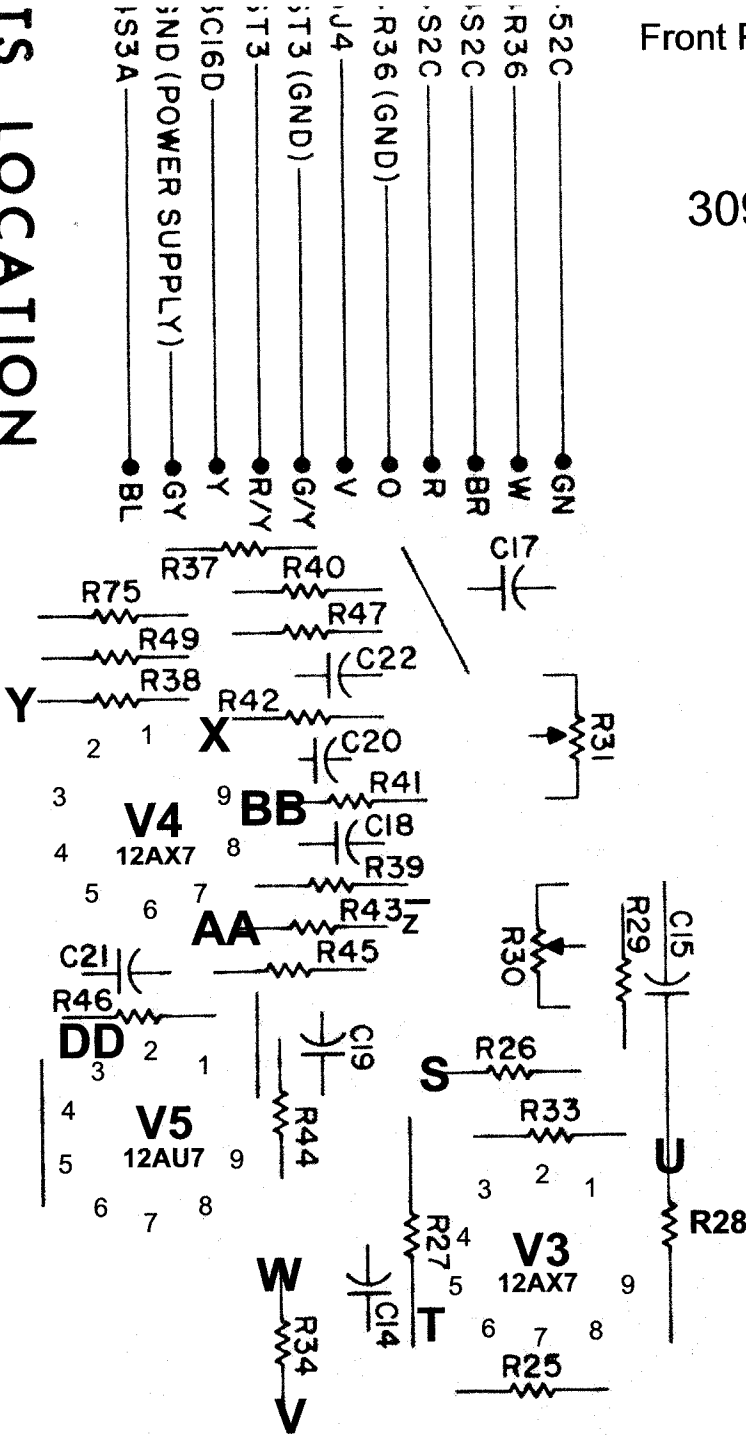 TS LOCATION
Front
309
S3A
GND (POWER SUPPLY)
C16D
T3
T3 (GND)
J4
R36 (GND)
S2C
S2C
R36
52C
BL
GY
Y
R/Y
G/Y
V
O
R
BR
W
GN
R37
R40
C17
R75
R47
R49
C22
R38
Y
R42
X
C20
R31
1
2
3
4
5
6
7
8
9
V4
12AX7
BB
R41
C18
R39
AA
R43
Z
R45
C21
R46
DD
R30
R29
C15
C19
R44
S
R26
R33
U
R28
1
2
3
4
5
6
7
8
9
V5
12AU7
R27
T
C14
1
2
3
4
5
6
7
8
9
V3
12AX7
W
R34
V
R25